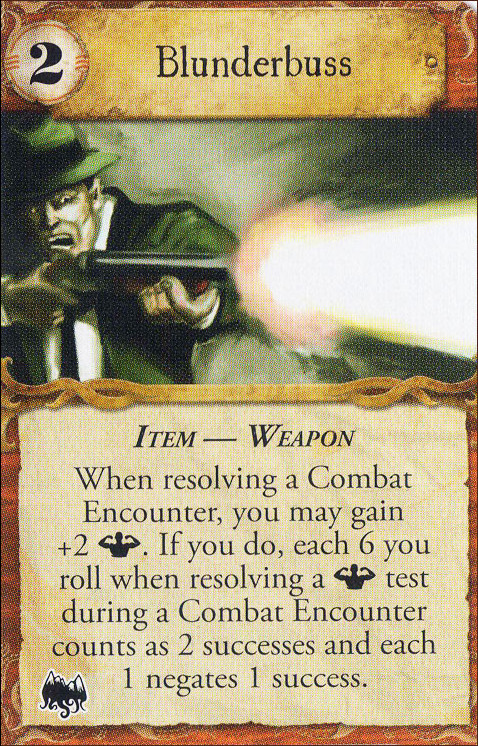 2
Blunderbuss
Item — Weapon
When resolving a Combat
Encounter, you may gain
+2 . If you do, each 6 you
roll when resolving a test
during a Combat Encounter
counts as 2 successes and each
1 negates 1 success.